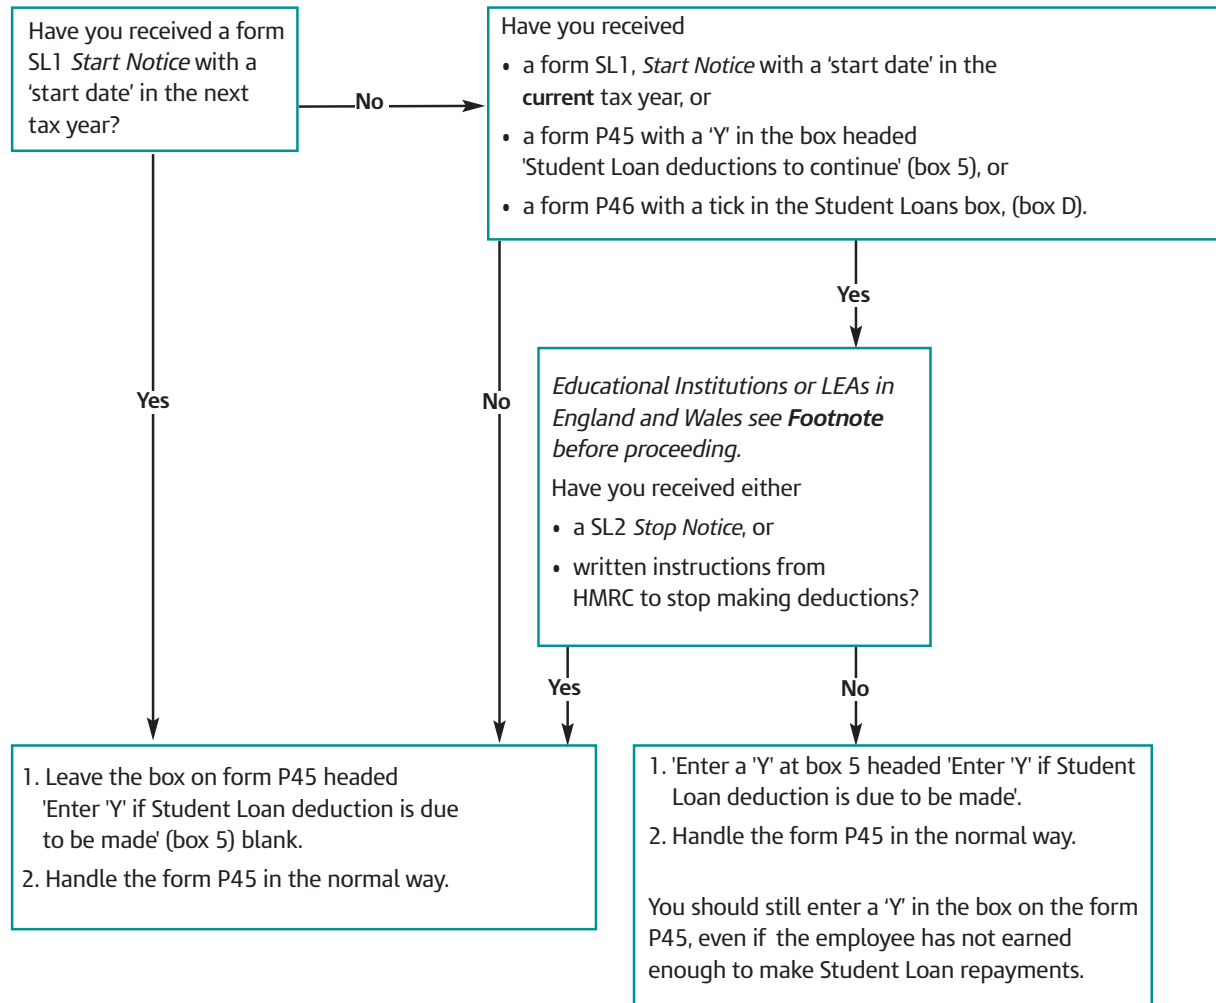 Have you received a form
SL1 Start Notice with a
‘start date’ in the next
tax year?
No
Have you received
• a form SL1, Start Notice with a ‘start date’ in the
current tax year, or
• a form P45 with a ‘Y’ in the box headed
'Student Loan deductions to continue' (box 5), or
• a form P46 with a tick in the Student Loans box, (box D).
Yes
Educational Institutions or LEAs in
England and Wales see Footnote
before proceeding.
Have you received either
• a SL2 Stop Notice, or
• written instructions from
HMRC to stop making deductions?
Yes
No
Yes
No
1. Leave the box on form P45 headed
'Enter 'Y' if Student Loan deduction is due
to be made' (box 5) blank.
2. Handle the form P45 in the normal way.
1. 'Enter a 'Y' at box 5 headed 'Enter 'Y' if Student
Loan deduction is due to be made'.
2. Handle the form P45 in the normal way.
You should still enter a ‘Y’ in the box on the form
P45, even if the employee has not earned
enough to make Student Loan repayments.